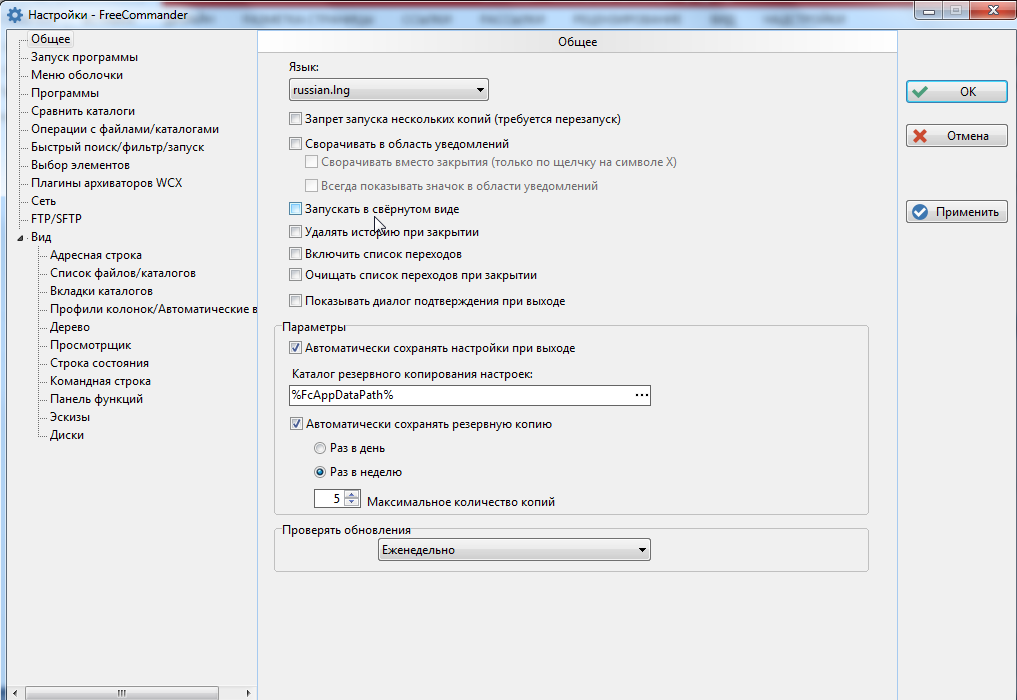 Настройки - FreeCommander
Общее
Запуск программы
Меню оболочки
Программы
Сравнить каталоги
Операции с файлами/каталогами
Быстрый поиск/фильтр/запуск
Выбор элементов
Плагины архиваторов WCX
Сеть
FTP/SFTP
Вид
Адресная строка
Список файлов/каталогов
Вкладки каталогов
Профили колонок/Автоматические в
Дерево
Просмотрщик
Строка состояния
Командная строка
Панель функций
Эскизы
Диски
Общее
Язык:
russian.lng
Запрет запуска нескольких копий (требуется перезапуск)
Сворачивать в область уведомлений
Сворачивать вместо закрытия (только по щелчку на символе X)
Всегда показывать значок в области уведомлений
Запускать в свёрнутом виде
Удалять историю при закрытии
Включить список переходов
Очищать список переходов при закрытии
Показывать диалог подтверждения при выходе
Параметры
Автоматически сохранять настройки при выходе
Каталог резервного копирования настроек:
%FcAppDataPath% ...
Автоматически сохранять резервную копию
Раз в день
Раз в неделю
5 Максимальное количество копий
Проверять обновления
Еженедельно
OK
Отмена
Применить